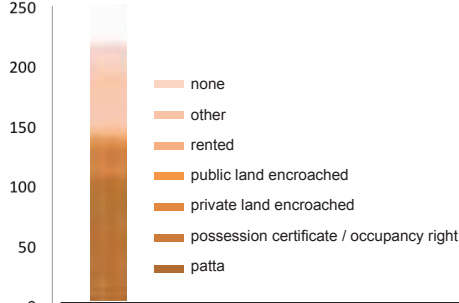 250
200
none
other
150
rented
public land encroached
100
private land encroached
50
possession certificate / occupancy right
patta
0